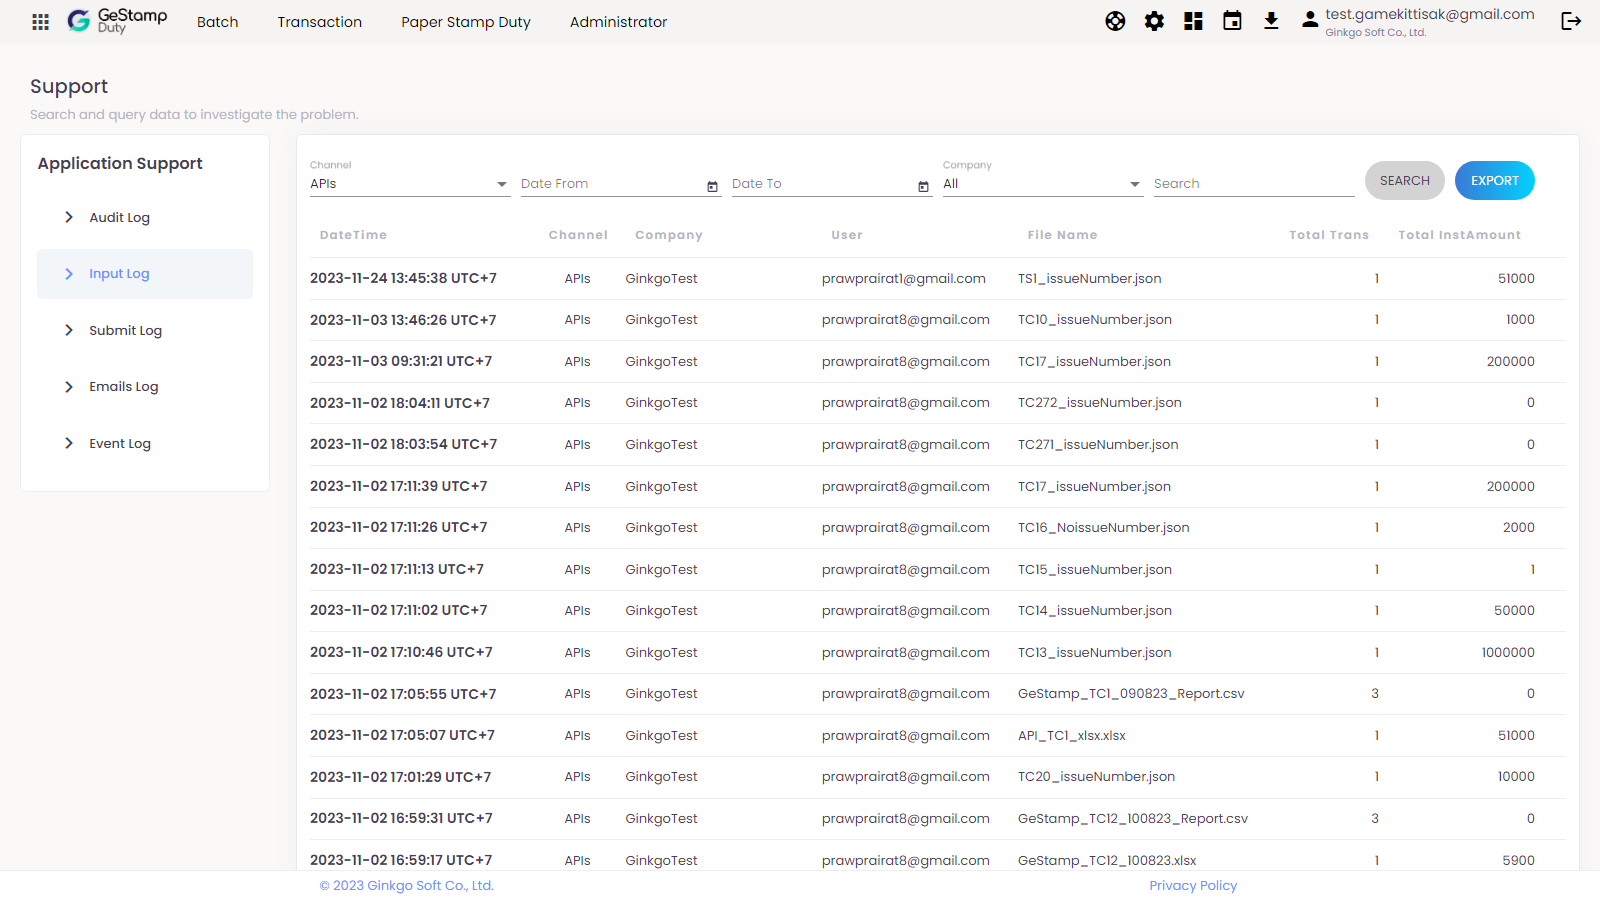 GeStamp
Duty
Batch
Transaction
Paper Stamp Duty
Administrator
test.gamekittisak@gmail.com
Ginkgo Soft Co., Ltd.
Support
Search and query data to investigate the problem.
Application Support
Audit Log
Input Log
Submit Log
Emails Log
Event Log
Channel
APIs
Date From
Date To
Company
All
Search
SEARCH
EXPORT
DateTime Channel Company User File Name Total Trans Total InstAmount
2023-11-24 13:45:38 UTC+7 APIs GinkgoTest prawprairat1@gmail.com TS1_issueNumber.json 1 51000
2023-11-03 13:46:26 UTC+7 APIs GinkgoTest prawprairat8@gmail.com TC10_issueNumber.json 1 1000
2023-11-03 09:31:21 UTC+7 APIs GinkgoTest prawprairat8@gmail.com TC17_issueNumber.json 1 200000
2023-11-02 18:04:11 UTC+7 APIs GinkgoTest prawprairat8@gmail.com TC272_issueNumber.json 1 0
2023-11-02 18:03:54 UTC+7 APIs GinkgoTest prawprairat8@gmail.com TC271_issueNumber.json 1 0
2023-11-02 17:11:39 UTC+7 APIs GinkgoTest prawprairat8@gmail.com TC17_issueNumber.json 1 200000
2023-11-02 17:11:26 UTC+7 APIs GinkgoTest prawprairat8@gmail.com TC16_NoissueNumber.json 1 2000
2023-11-02 17:11:13 UTC+7 APIs GinkgoTest prawprairat8@gmail.com TC15_issueNumber.json 1 1
2023-11-02 17:11:02 UTC+7 APIs GinkgoTest prawprairat8@gmail.com TC14_issueNumber.json 1 50000
2023-11-02 17:10:46 UTC+7 APIs GinkgoTest prawprairat8@gmail.com TC13_issueNumber.json 1 1000000
2023-11-02 17:05:55 UTC+7 APIs GinkgoTest prawprairat8@gmail.com GeStamp_TC1_090823_Report.csv 3 0
2023-11-02 17:05:07 UTC+7 APIs GinkgoTest prawprairat8@gmail.com API_TC1_xlsx.xlsx 1 51000
2023-11-02 17:01:29 UTC+7 APIs GinkgoTest prawprairat8@gmail.com TC20_issueNumber.json 1 10000
2023-11-02 16:59:31 UTC+7 APIs GinkgoTest prawprairat8@gmail.com GeStamp_TC12_100823_Report.csv 3 0
2023-11-02 16:59:17 UTC+7 APIs GinkgoTest prawprairat8@gmail.com GeStamp_TC12_100823.xlsx 1 5900
© 2023 Ginkgo Soft Co., Ltd.
Privacy Policy